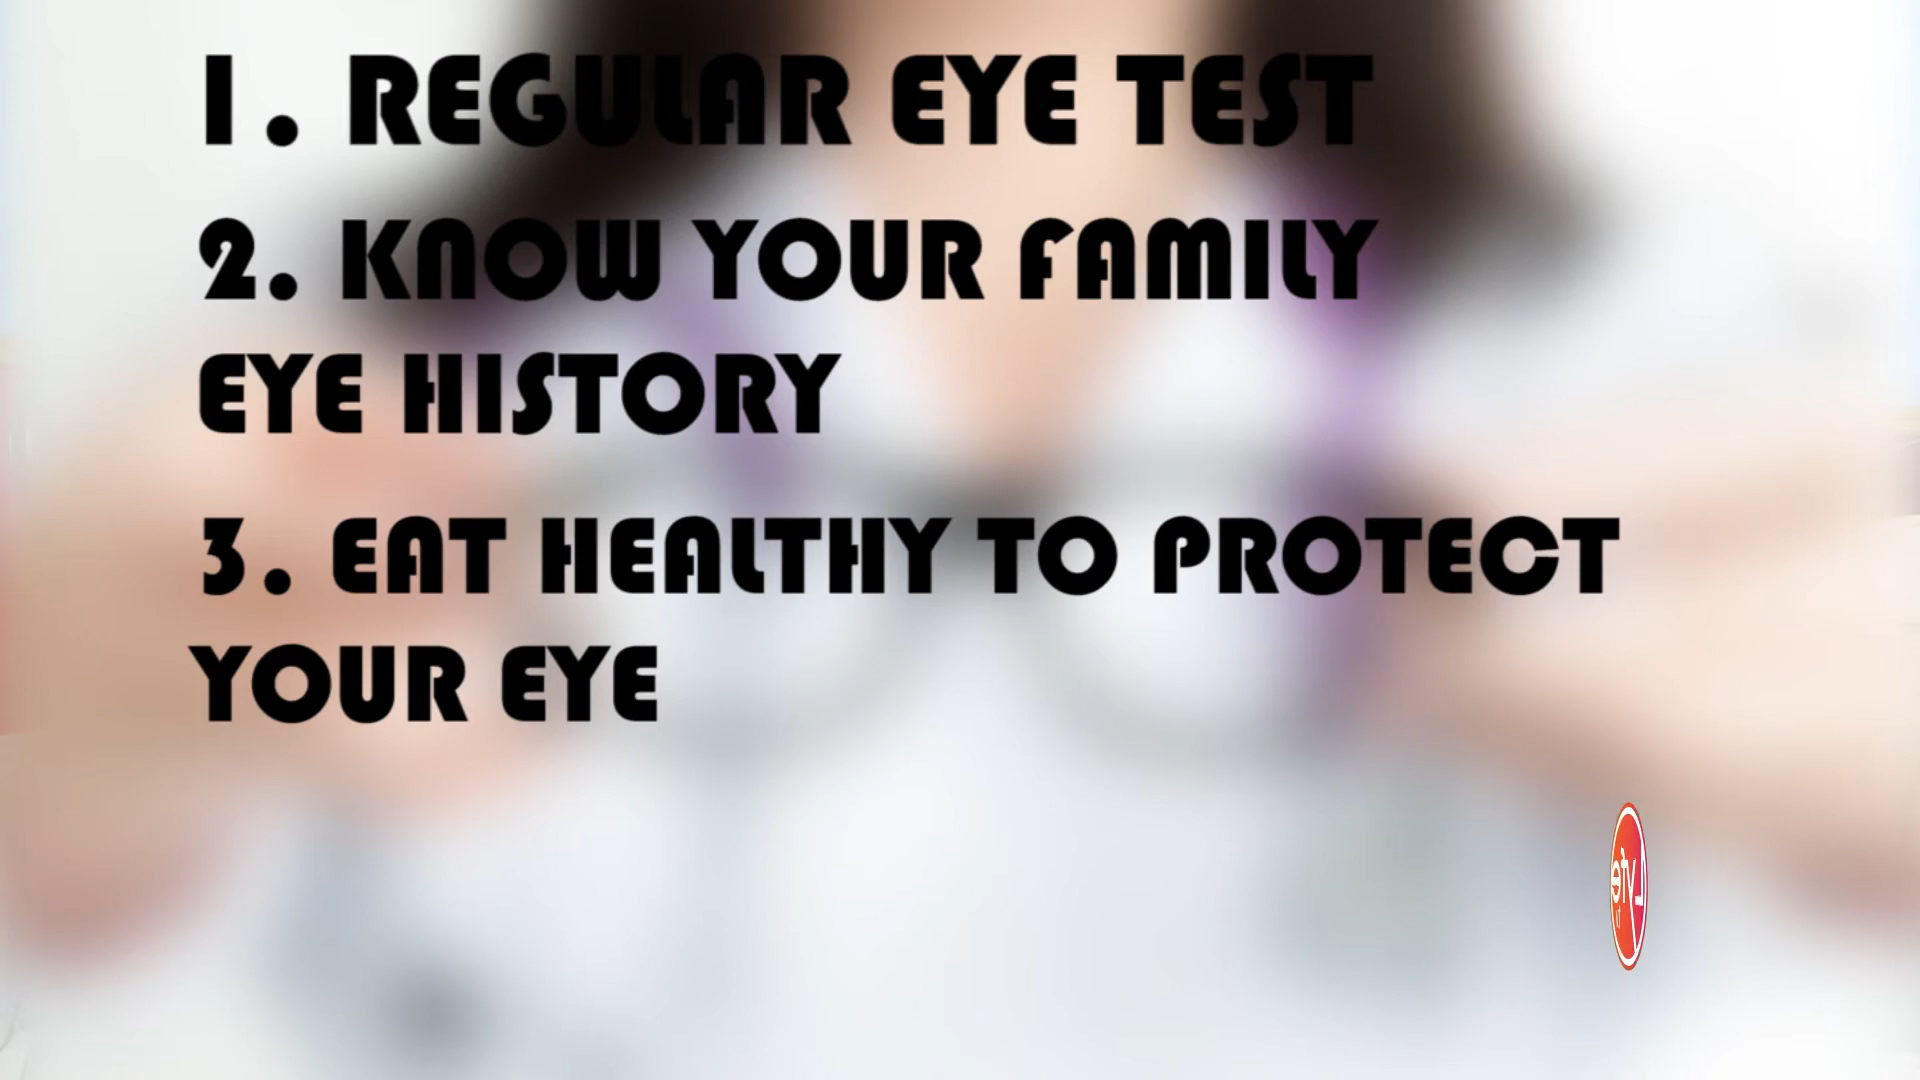 1. REGULAR EYE TEST
2. KNOW YOUR FAMILY
EYE HISTORY
3. EAT HEALTHY TO PROTECT
YOUR EYE